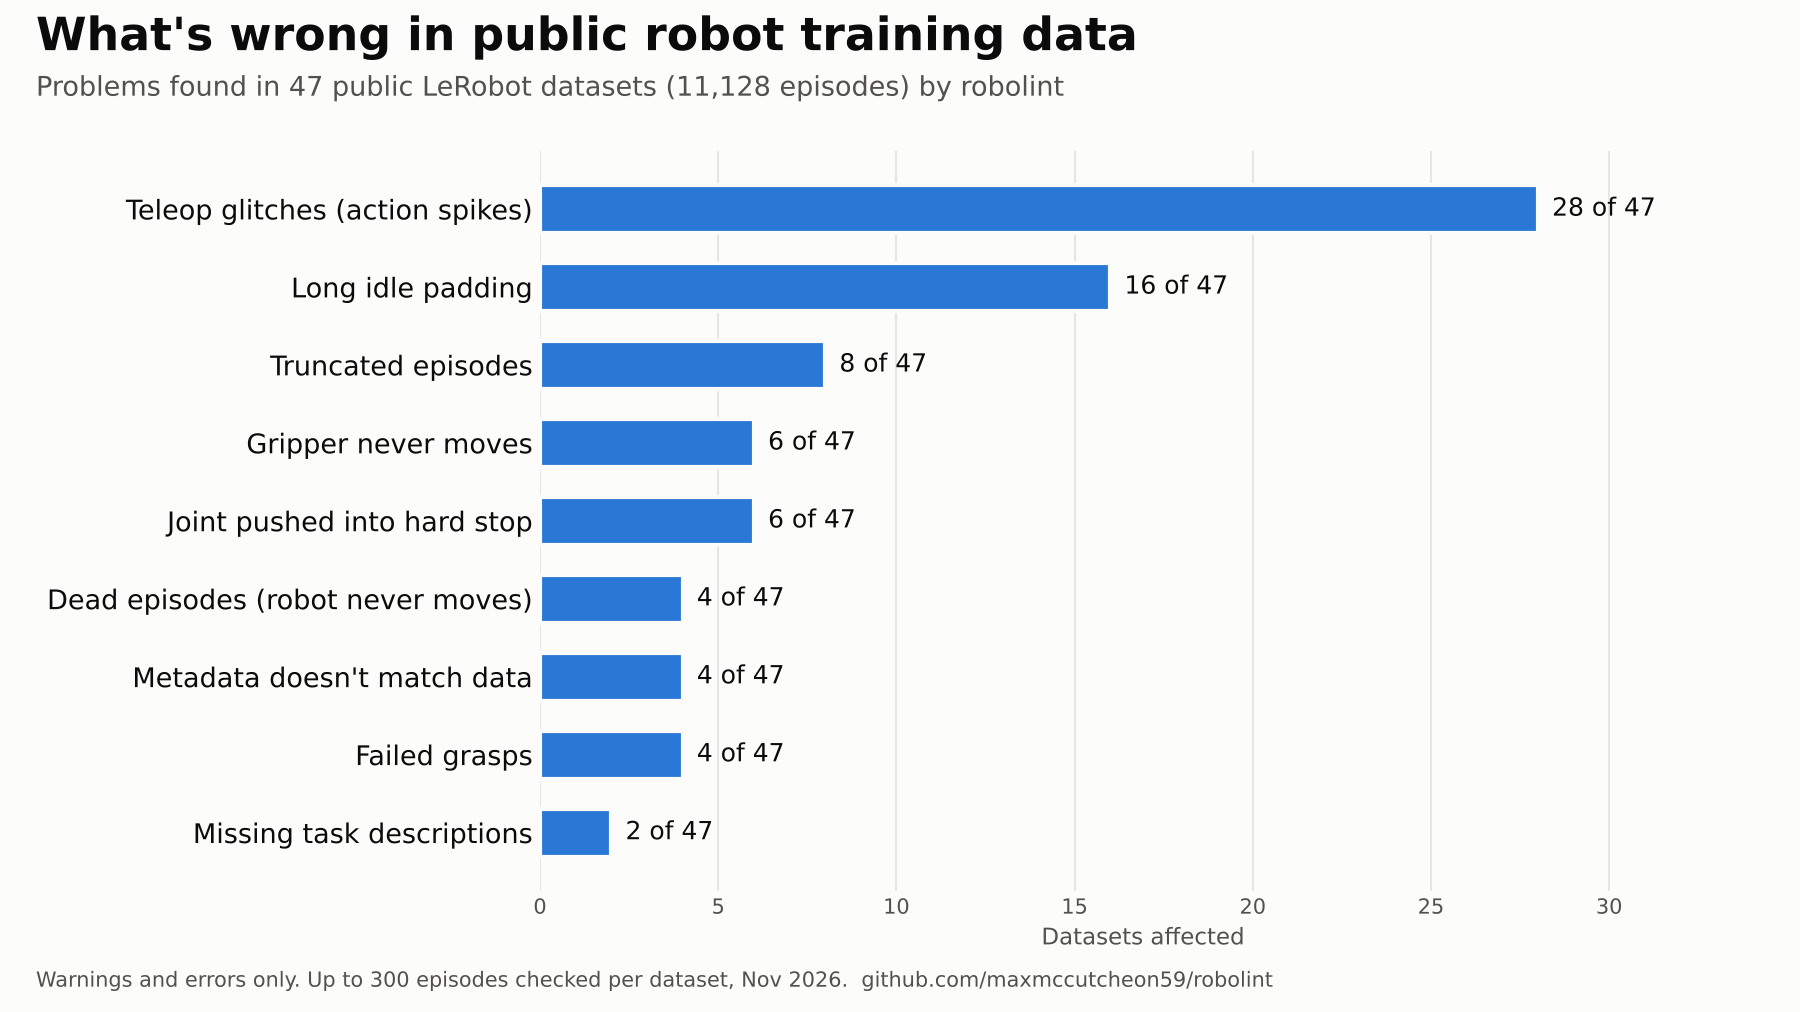 What's wrong in public robot training data
Problems found in 47 public LeRobot datasets (11,128 episodes) by robolint
Teleop glitches (action spikes) 28 of 47
Long idle padding 16 of 47
Truncated episodes 8 of 47
Gripper never moves 6 of 47
Joint pushed into hard stop 6 of 47
Dead episodes (robot never moves) 4 of 47
Metadata doesn't match data 4 of 47
Failed grasps 4 of 47
Missing task descriptions 2 of 47
0 5 10 15 20 25 30
Datasets affected
Warnings and errors only. Up to 300 episodes checked per dataset, Nov 2026. github.com/maxmccutcheon59/robolint